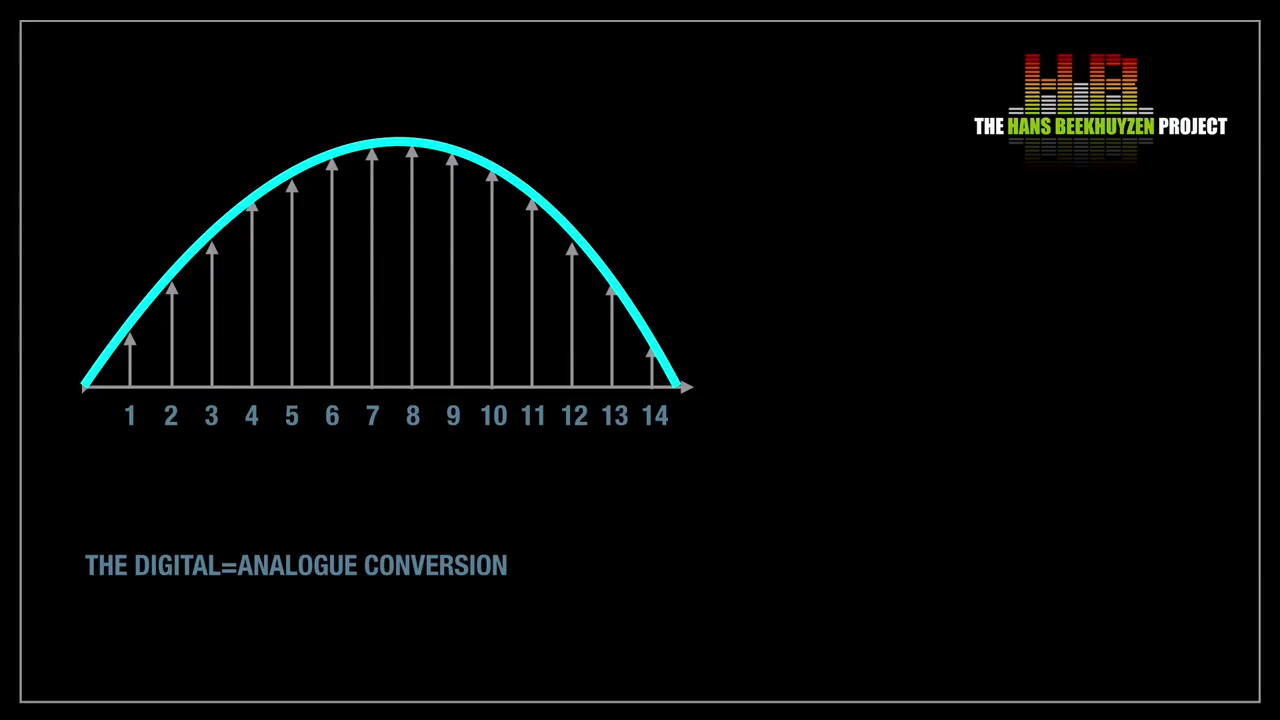 THE HANS BEEKHUYZEN PROJECT
1 2 3 4 5 6 7 8 9 10 11 12 13 14
THE DIGITAL=ANALOGUE CONVERSION